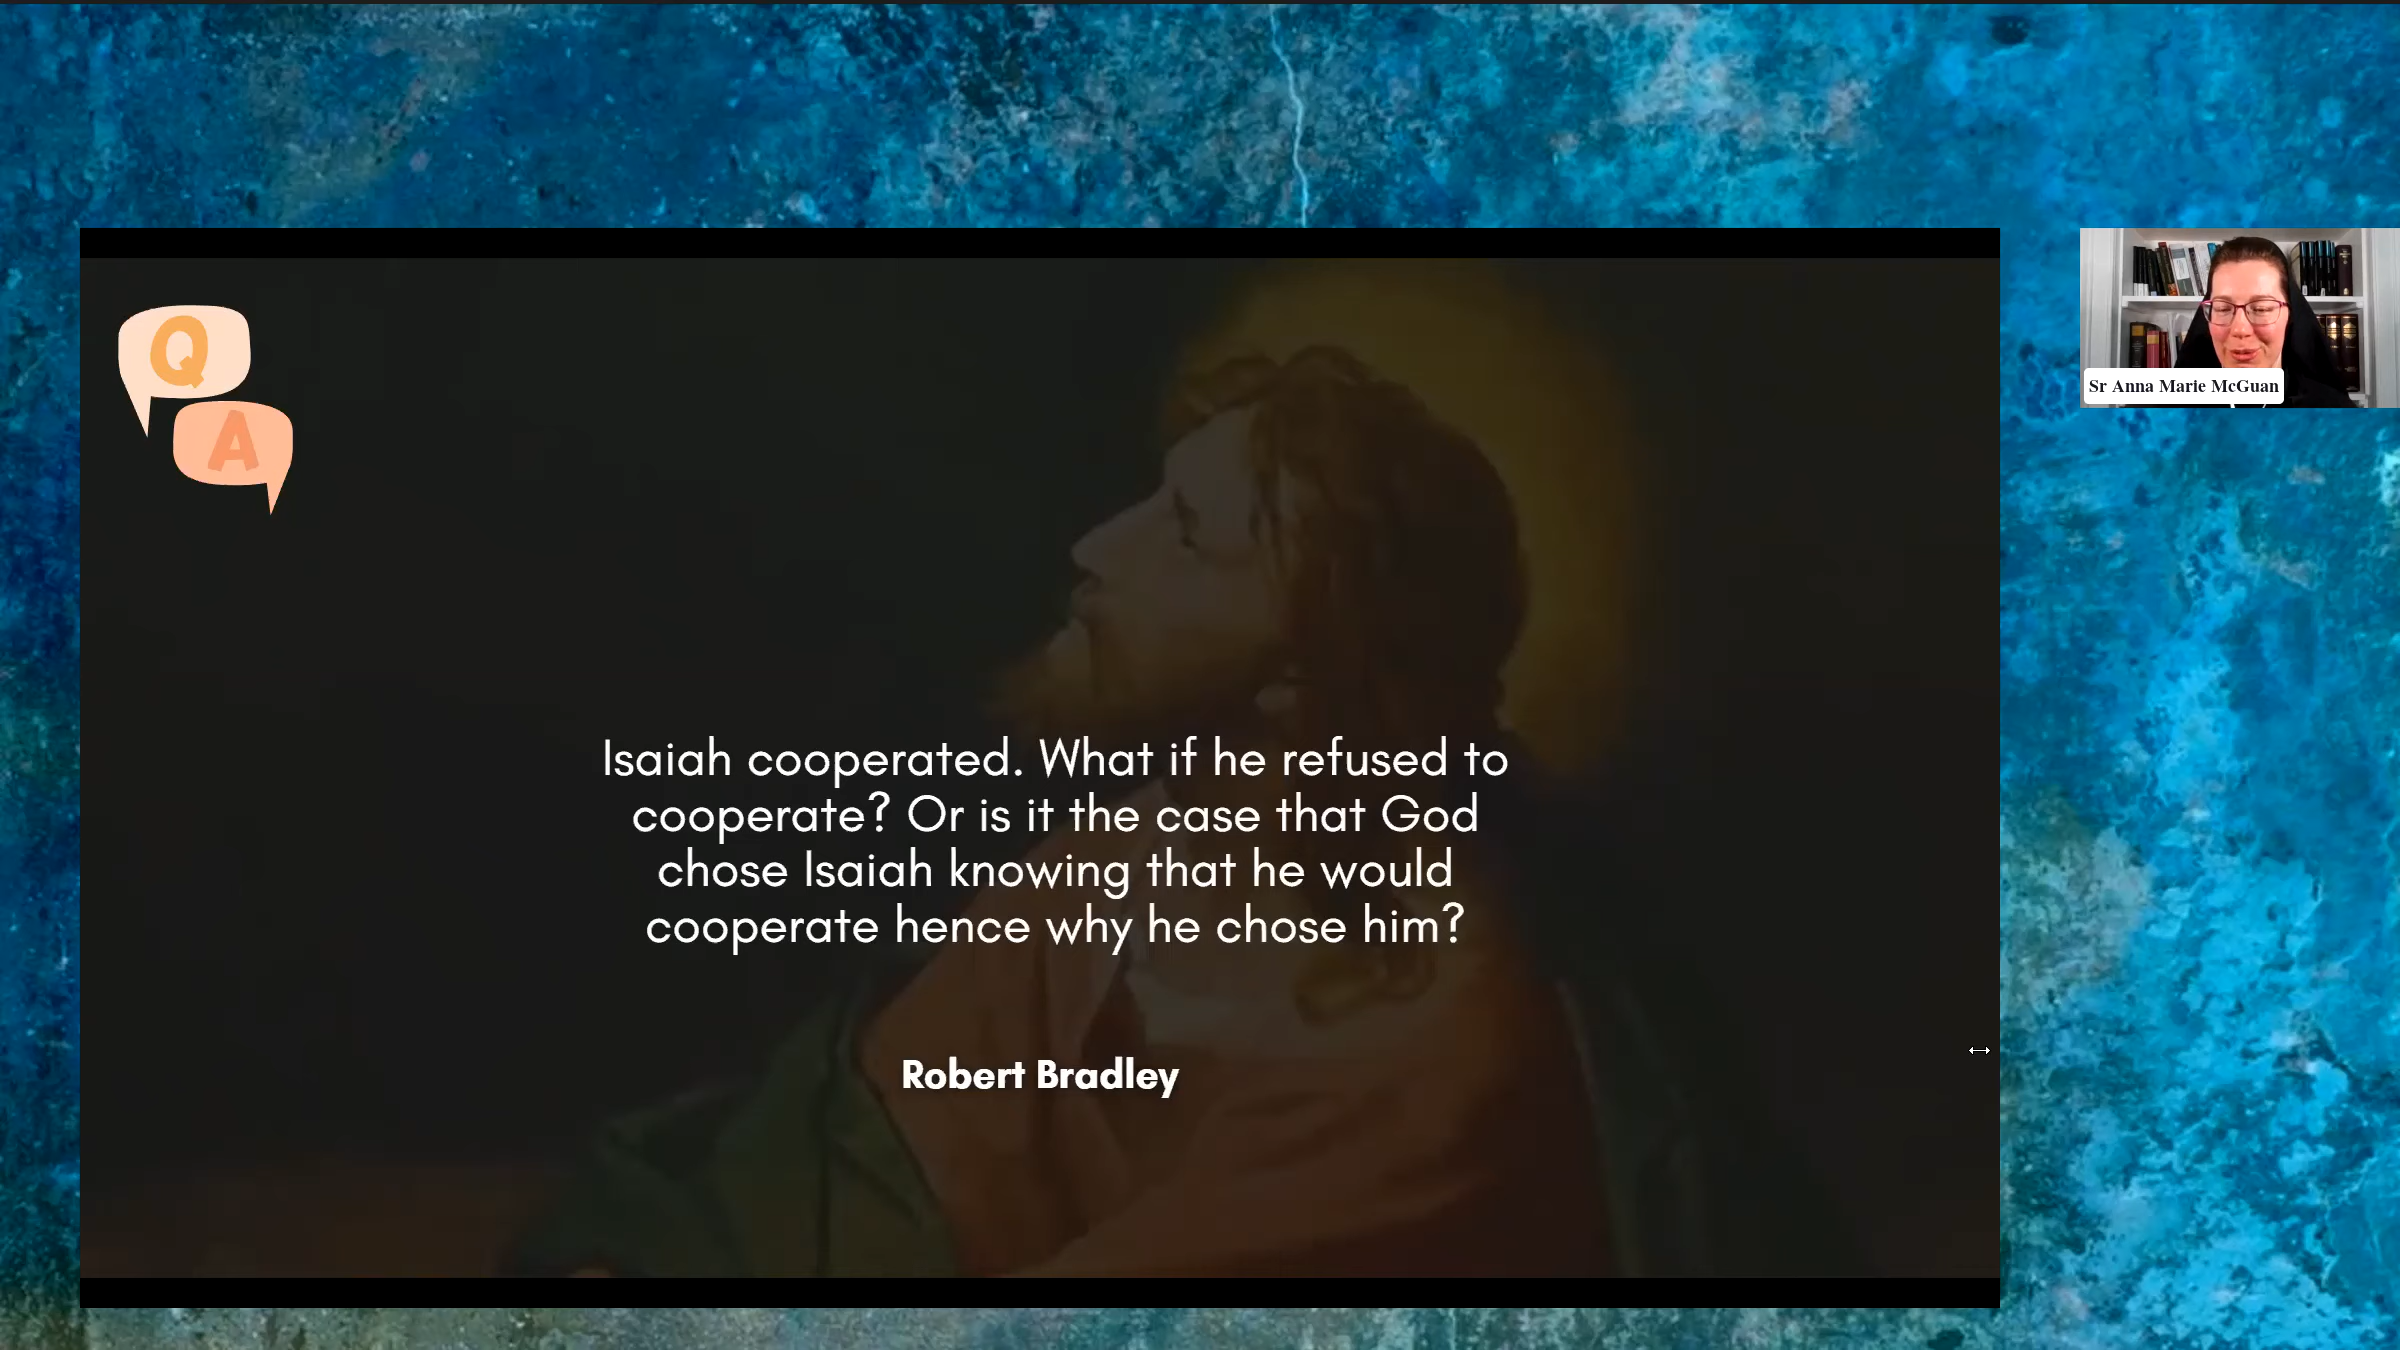 Q
A
Sr Anna Marie McGuan
Isaiah cooperated. What if he refused to
cooperate? Or is it the case that God
chose Isaiah knowing that he would
cooperate hence why he chose him?
Robert Bradley